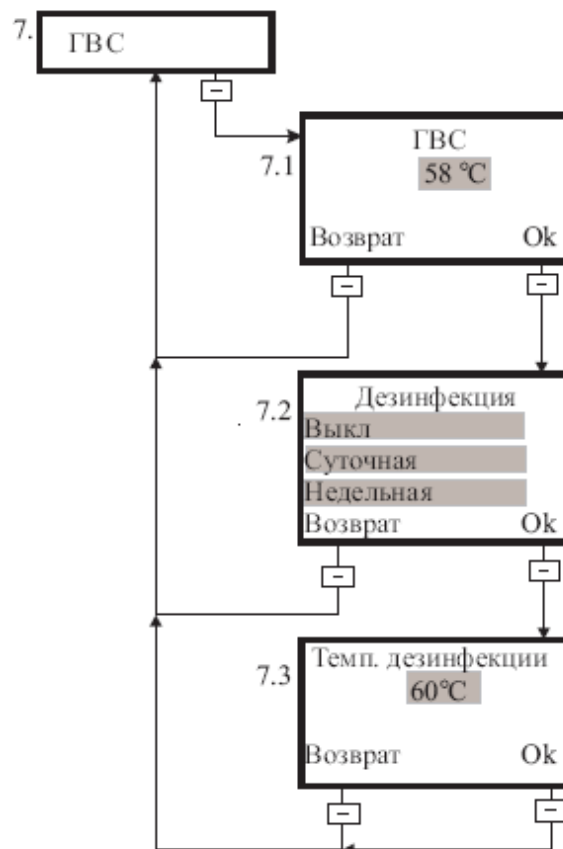 7. ГВС
7.1
ГВС
58 °C
Возврат Ok
7.2
Дезинфекция
Выкл
Суточная
Недельная
Возврат Ok
7.3
Темп. дезинфекции
60°C
Возврат Ok